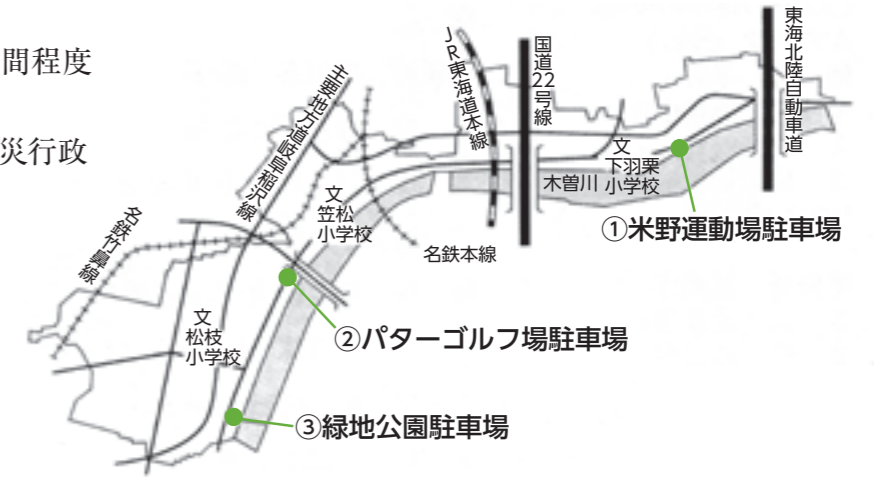 間程度
災行政
東海北陸自動車道
国道22号線
JR東海道本線
主要地方道岐阜稲沢線
文
下羽栗
小学校
木曽川
文
笠松
小学校
①米野運動場駐車場
名鉄竹鼻線
名鉄本線
文
松枝
小学校
②パターゴルフ場駐車場
③緑地公園駐車場